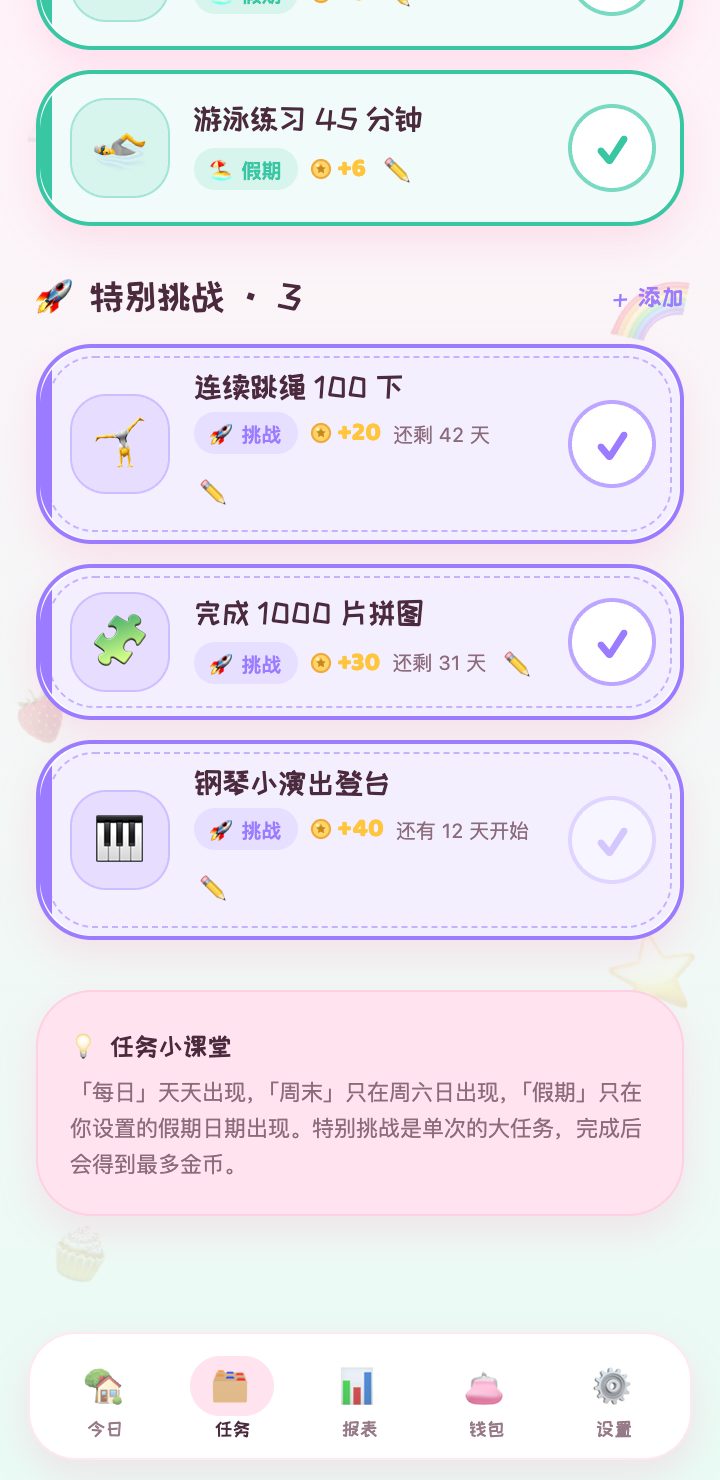 假期
游泳练习 45 分钟
假期 +6
特别挑战 · 3
+ 添加
连续跳绳 100 下
挑战 +20 还剩 42 天
完成 1000 片拼图
挑战 +30 还剩 31 天
钢琴小演出登台
挑战 +40 还有 12 天开始
任务小课堂
「每日」天天出现，「周末」只在周六日出现，「假期」只在
你设置的假期日期出现。特别挑战是单次的大任务，完成后
会得到最多金币。
今日 任务 报表 钱包 设置